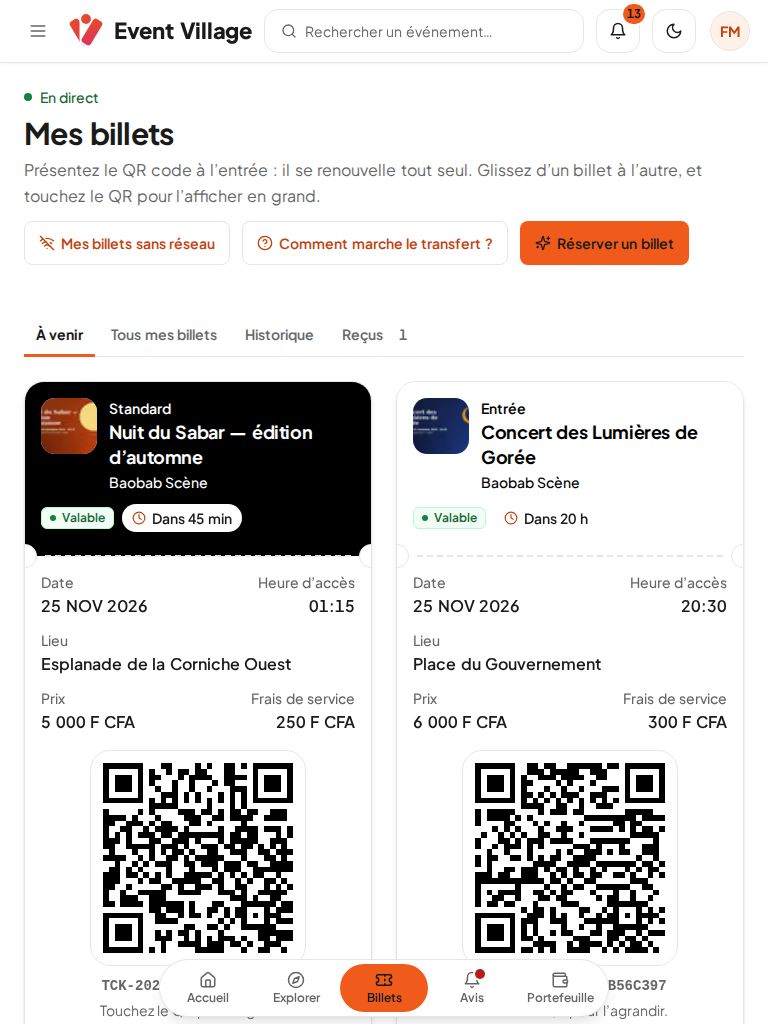 Event Village
Rechercher un événement...
13
FM
En direct
Mes billets
Présentez le QR code à l'entrée : il se renouvelle tout seul. Glissez d'un billet à l'autre, et
touchez le QR pour l'afficher en grand.
Mes billets sans réseau
Comment marche le transfert ?
Réserver un billet
À venir
Tous mes billets
Historique
Reçus 1
Standard
Nuit du Sabar — édition
d'automne
Baobab Scène
Valable
Dans 45 min
Date
Heure d'accès
25 NOV 2026
01:15
Lieu
Esplanade de la Corniche Ouest
Prix
Frais de service
5 000 F CFA
250 F CFA
TCK-202
Touchez le
Entrée
Concert des Lumières de
Gorée
Baobab Scène
Valable
Dans 20 h
Date
Heure d'accès
25 NOV 2026
20:30
Lieu
Place du Gouvernement
Prix
Frais de service
6 000 F CFA
300 F CFA
B56C397
l'agrandir.
Accueil
Explorer
Billets
Avis
Portefeuille